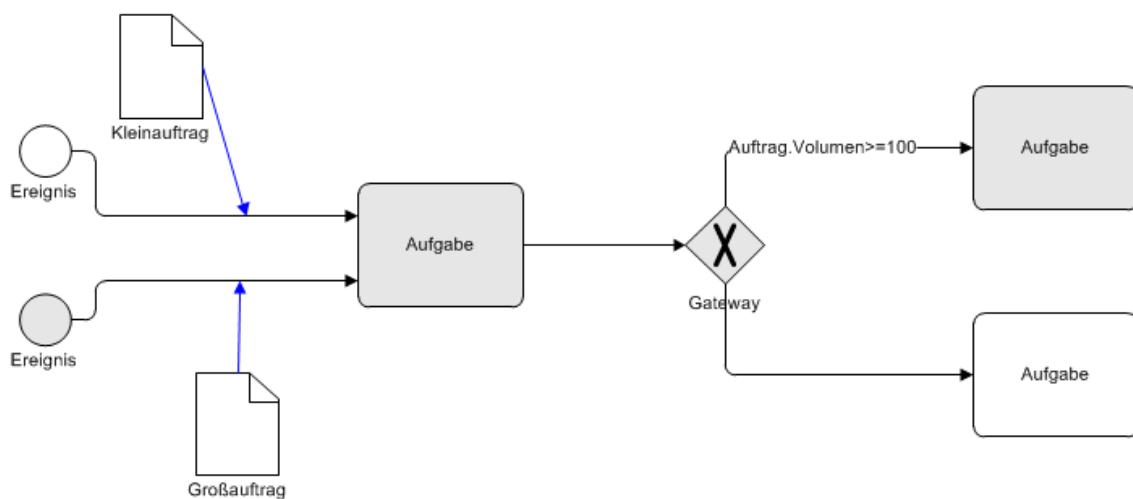 Kleinauftrag
Ereignis
Auftrag.Volumen>=100
Aufgabe
Aufgabe
Gateway
Ereignis
Aufgabe
Großauftrag